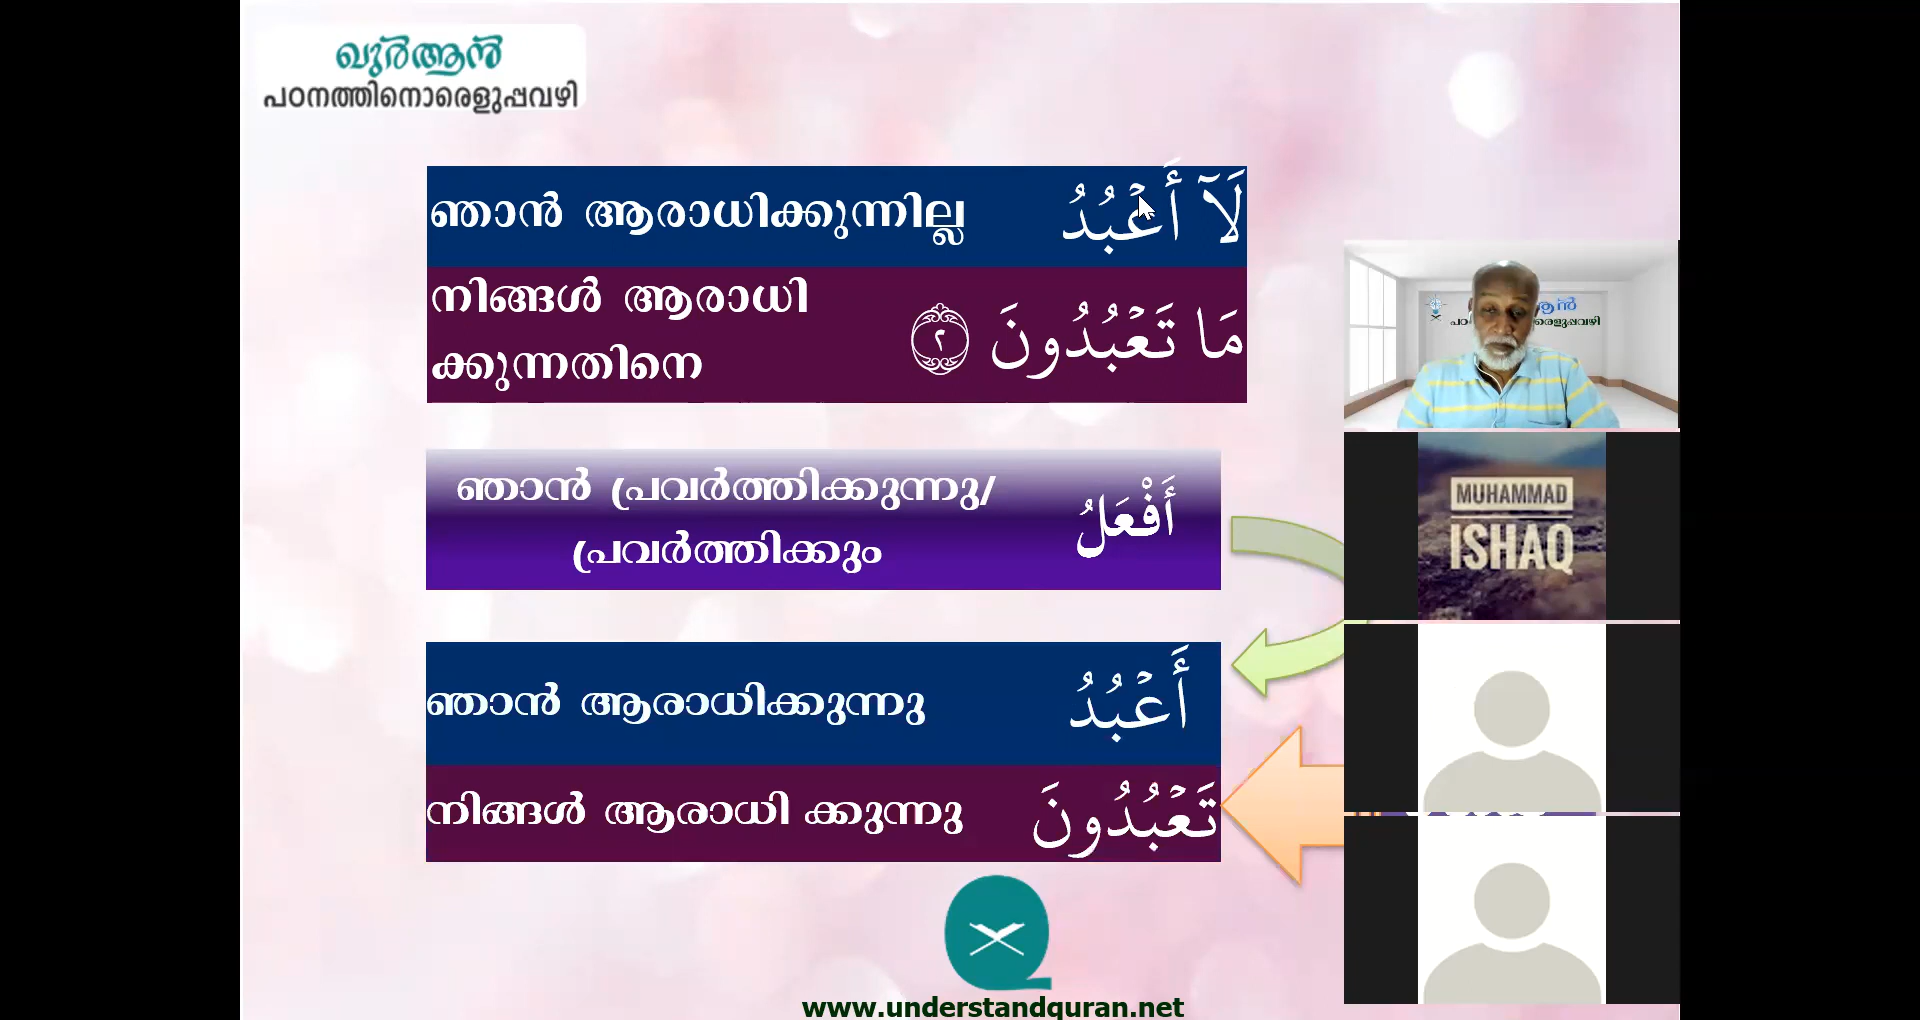 ഖുർആൻ
പഠനത്തിനൊരെളുപ്പവഴി
ഞാൻ ആരാധിക്കുന്നില്ല لَآ أَعۡبُدُ
നിങ്ങൾ ആരാധി
ക്കുന്നതിനെ مَا تَعۡبُدُونَ ٢
ഞാൻ പ്രവർത്തിക്കുന്നു/
പ്രവർത്തിക്കും أَفْعَلُ
ഞാൻ ആരാധിക്കുന്നു أَعۡبُدُ
നിങ്ങൾ ആരാധി ക്കുന്നു تَعۡبُدُونَ
www.understandquran.net
MUHAMMAD
ISHAQ